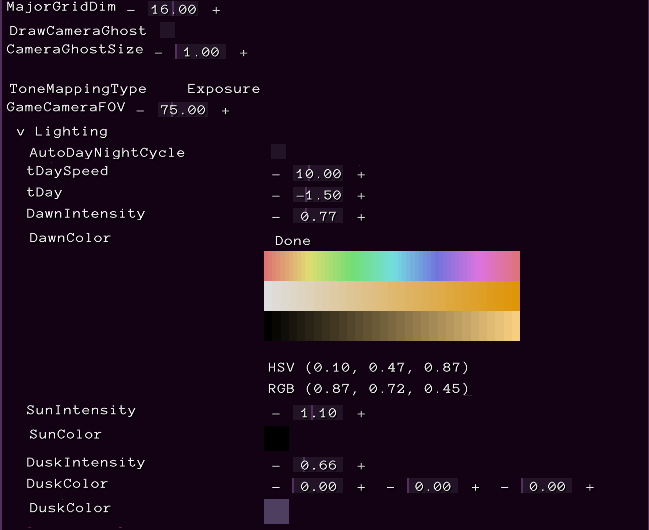 MajorGridDim – 16.00 +
DrawCameraGhost
CameraGhostSize – 1.00 +
ToneMappingType Exposure
GameCameraFOV – 75.00 +
v Lighting
AutoDayNightCycle
tDaySpeed – 10.00 +
tDay – -1.50 +
DawnIntensity – 0.77 +
DawnColor
Done
HSV (0.10, 0.47, 0.87)
RGB (0.87, 0.72, 0.45)
SunIntensity – 1.10 +
SunColor
DuskIntensity – 0.66 +
DuskColor – 0.00 + – 0.00 + – 0.00 +
DuskColor